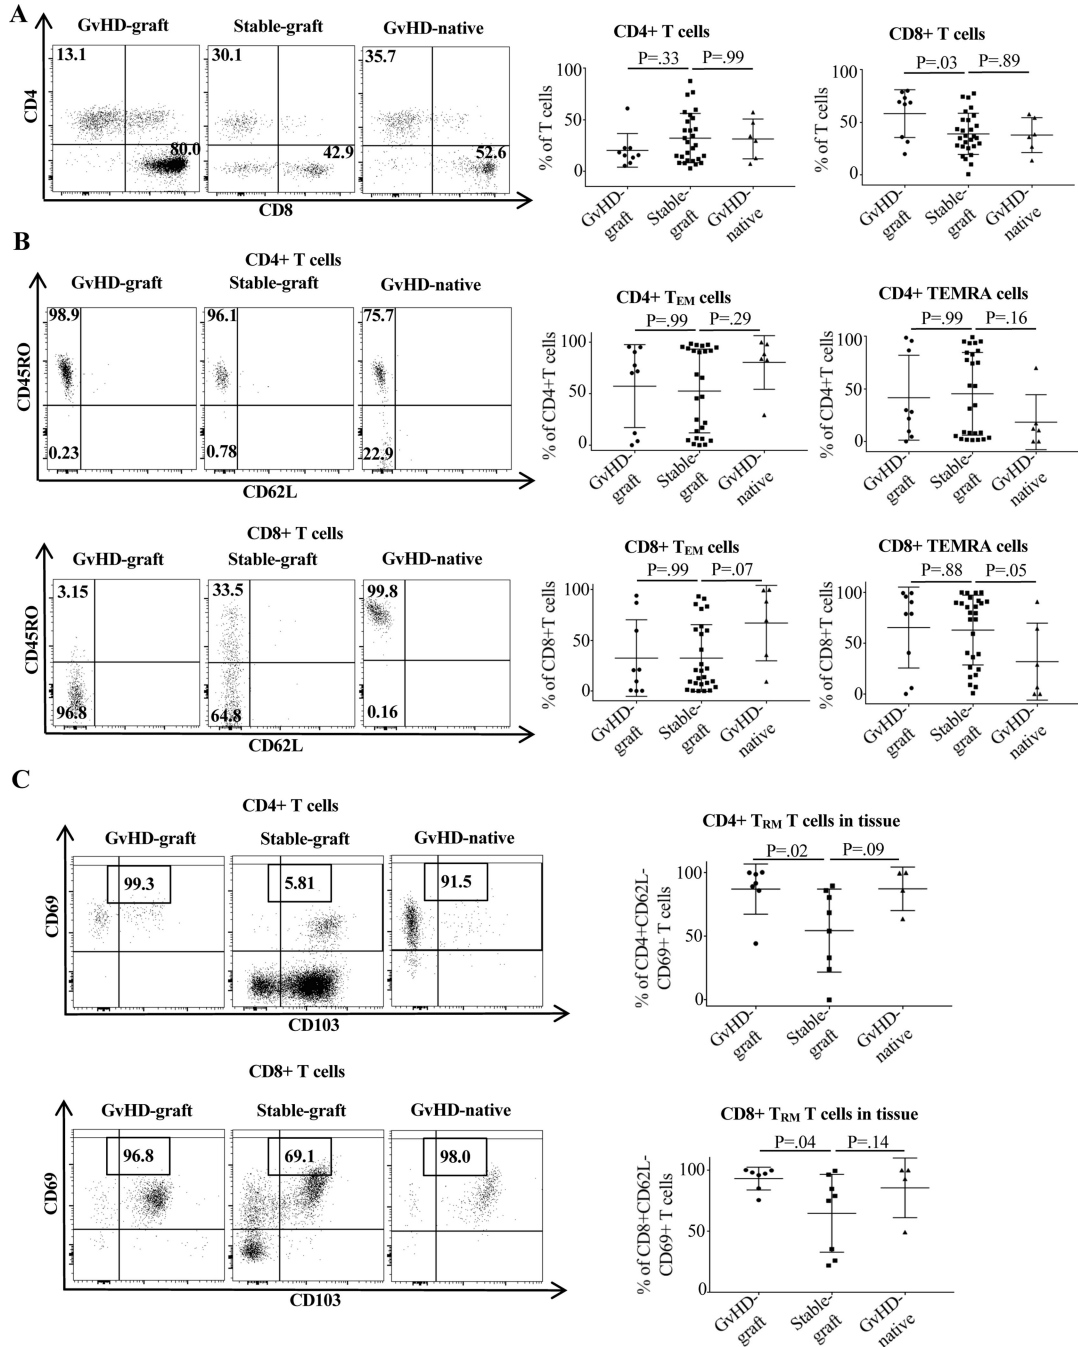 A
GvHD-graft Stable-graft GvHD-native
13.1 30.1 35.7
80.0 42.9 52.6
CD4
CD8
CD4+ T cells
P=.33 P=.99
% of T cells
100
50
0
GvHD-graft Stable-graft GvHD-native
CD8+ T cells
P=.03 P=.89
% of T cells
100
50
0
GvHD-graft Stable-graft GvHD-native
B
CD4+ T cells
GvHD-graft Stable-graft GvHD-native
98.9 96.1 75.7
0.23 0.78 22.9
CD45RO
CD62L
CD4+ TEM cells
P=.99 P=.29
% of CD4+T cells
100
50
0
GvHD-graft Stable-graft GvHD-native
CD4+ TEMRA cells
P=.99 P=.16
% of CD4+T cells
100
50
0
GvHD-graft Stable-graft GvHD-native
CD8+ T cells
GvHD-graft Stable-graft GvHD-native
3.15 33.5 99.8
96.8 64.8 0.16
CD45RO
CD62L
CD8+ TEM cells
P=.99 P=.07
% of CD8+T cells
100
50
0
GvHD-graft Stable-graft GvHD-native
CD8+ TEMRA cells
P=.88 P=.05
% of CD8+T cells
100
50
0
GvHD-graft Stable-graft GvHD-native
C
CD4+ T cells
GvHD-graft Stable-graft GvHD-native
99.3 5.81 91.5
CD69
CD103
CD4+ TRM T cells in tissue
P=.02 P=.09
% of CD4+CD62L-
CD69+ T cells
100
50
0
GvHD-graft Stable-graft GvHD-native
CD8+ T cells
GvHD-graft Stable-graft GvHD-native
96.8 69.1 98.0
CD69
CD103
CD8+ TRM T cells in tissue
P=.04 P=.14
% of CD8+CD62L-
CD69+ T cells
100
50
0
GvHD-graft Stable-graft GvHD-native